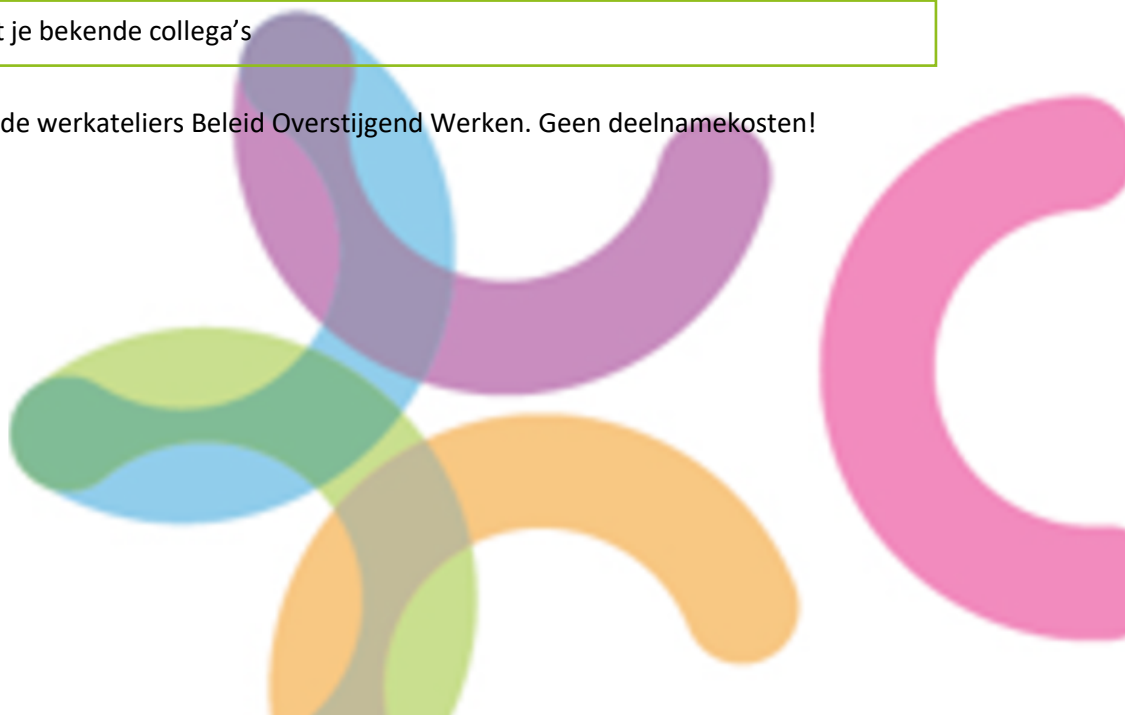 t je bekende collega’s
de werkateliers Beleid Overstijgend Werken. Geen deelnamekosten!